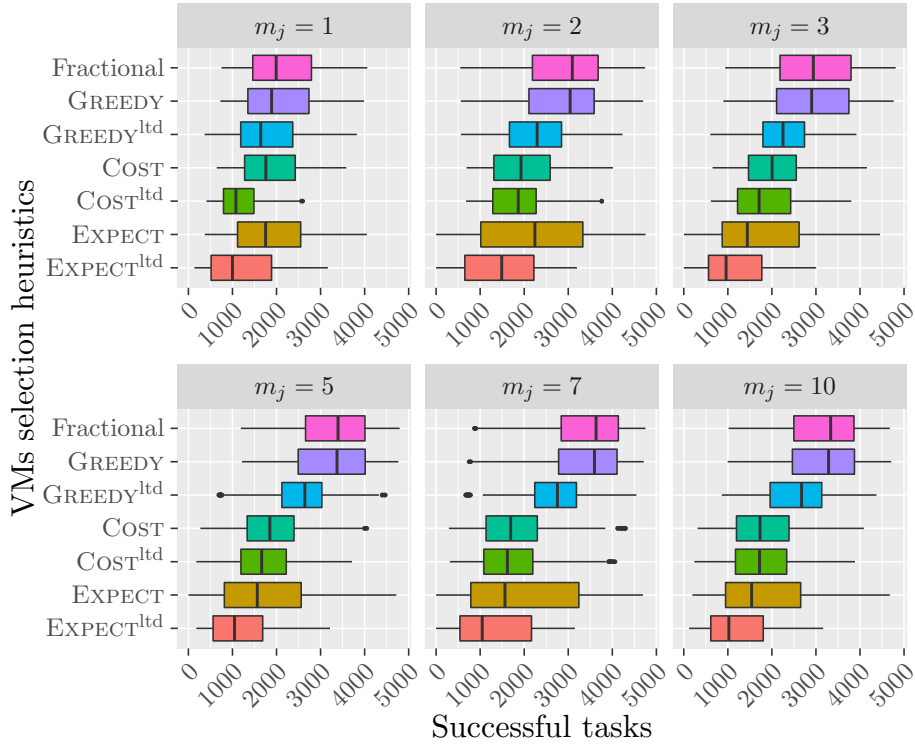 m_j = 1 m_j = 2 m_j = 3
Fractional
GREEDY
GREEDY^ltd
COST
COST^ltd
EXPECT
EXPECT^ltd
0 1000 2000 3000 4000 5000 0 1000 2000 3000 4000 5000 0 1000 2000 3000 4000 5000
VMs selection heuristics
m_j = 5 m_j = 7 m_j = 10
Fractional
GREEDY
GREEDY^ltd
COST
COST^ltd
EXPECT
EXPECT^ltd
0 1000 2000 3000 4000 5000 0 1000 2000 3000 4000 5000 0 1000 2000 3000 4000 5000
Successful tasks